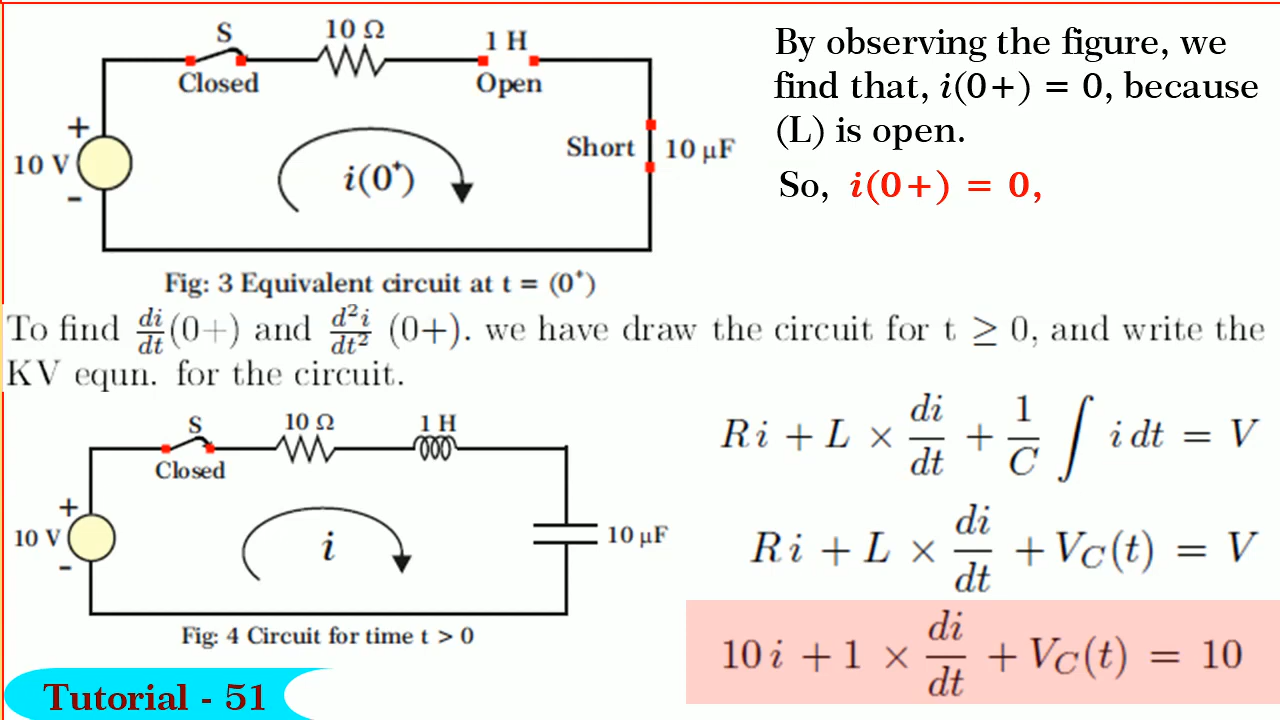 S
10 Ω
1 H
Closed
Open
+
10 V
-
i(0⁺)
Short
10 µF
Fig: 3 Equivalent circuit at t = (0⁺)
By observing the figure, we
find that, i(0+) = 0, because
(L) is open.
So, i(0+) = 0,
To find di/dt (0+) and d²i/dt² (0+). we have draw the circuit for t ≥ 0, and write the
KV equn. for the circuit.
S
10 Ω
1 H
Closed
+
10 V
-
i
10 µF
Fig: 4 Circuit for time t > 0
R i + L × di/dt + 1/C ∫ i dt = V
R i + L × di/dt + V_C(t) = V
10 i + 1 × di/dt + V_C(t) = 10
Tutorial - 51